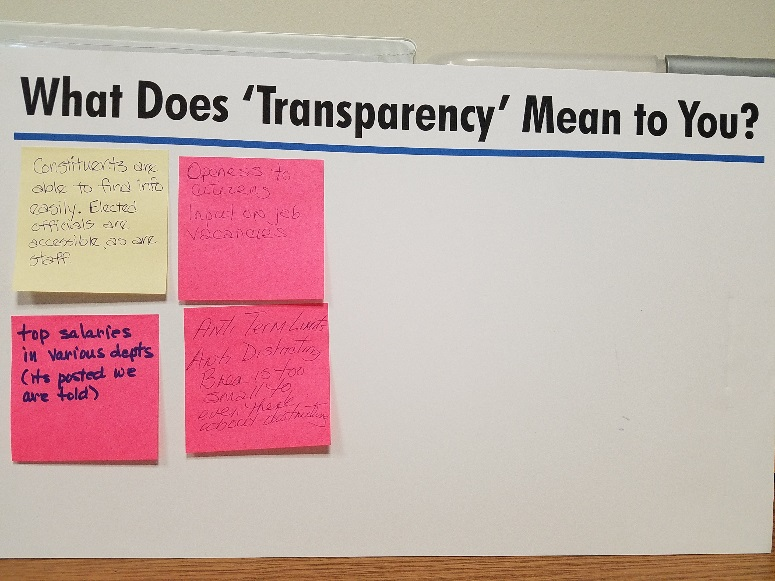 What Does ‘Transparency’ Mean to You?
Constituents are
able to find info
easily. Elected
officials are
accessible, as are
staff
Openess to
citizens
Input on job
vacancies
top salaries
in various depts
(its posted we
are told)
Anti Term Limits
Anti Districting
Brea is too
small to
even think
about districting